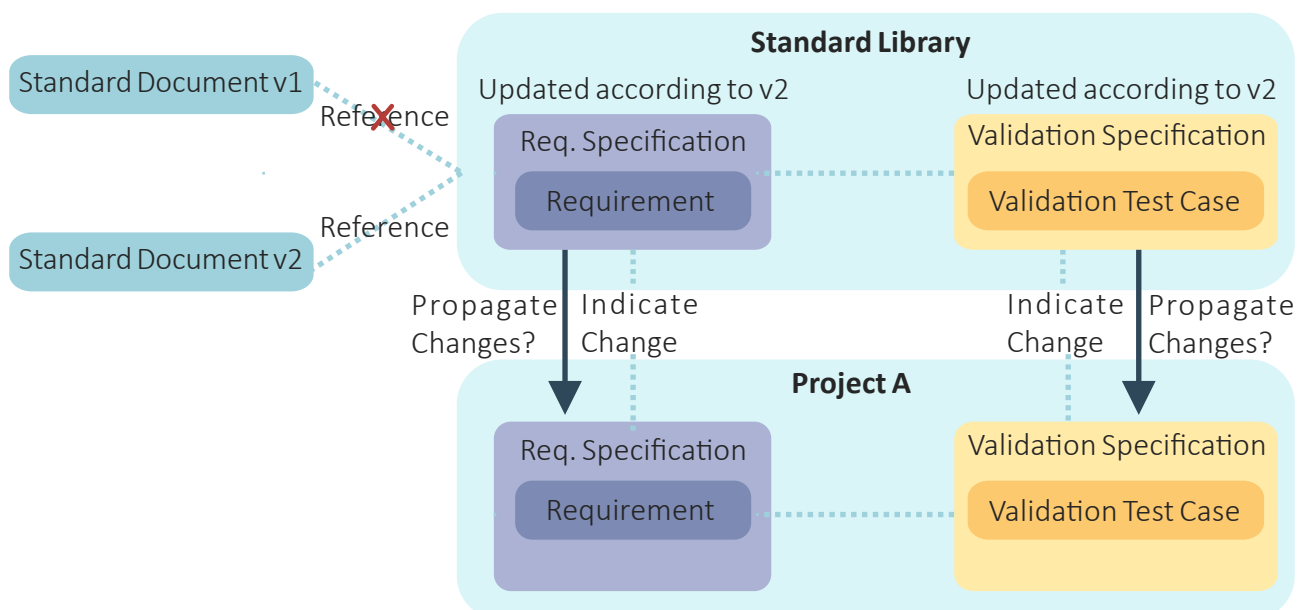 Standard Library
Standard Document v1
Updated according to v2
Updated according to v2
Reference
Req. Specification
Validation Specification
Requirement
Validation Test Case
Reference
Standard Document v2
Propagate
Changes?
Indicate
Change
Indicate
Change
Propagate
Changes?
Project A
Req. Specification
Validation Specification
Requirement
Validation Test Case